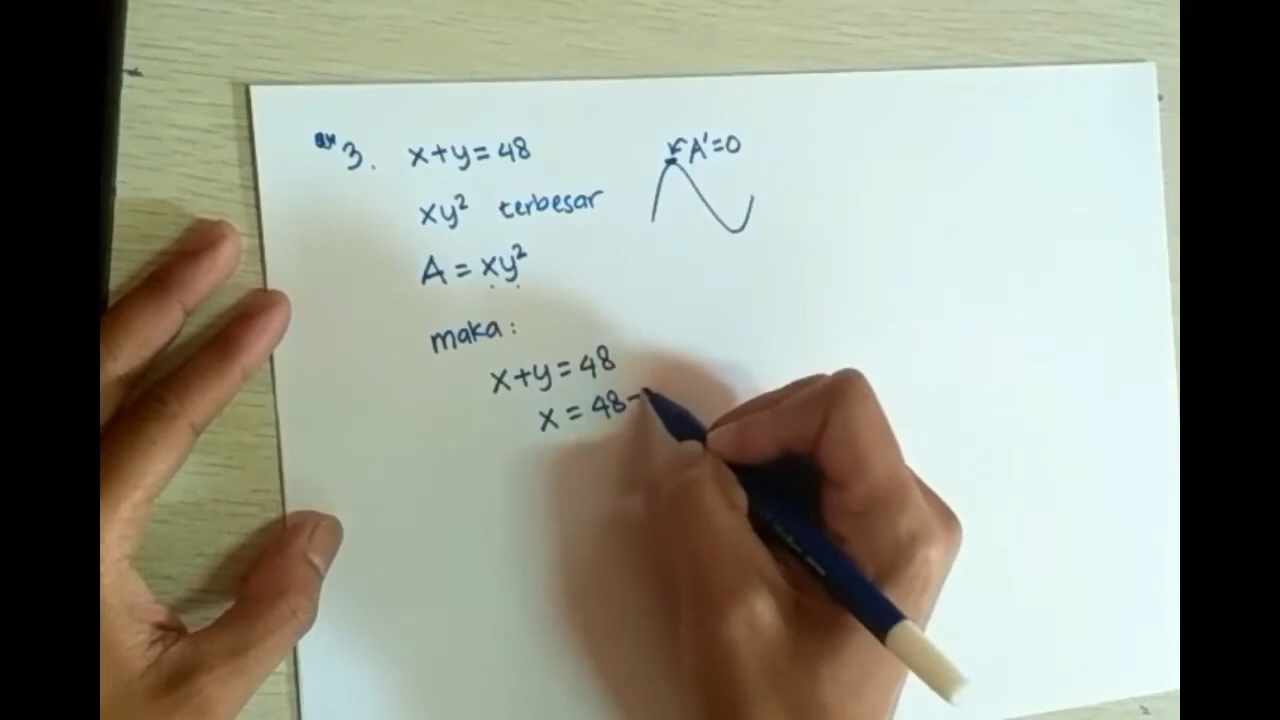 3. x+y=48
A'=0
xy² terbesar
A = xy²
maka:
x+y=48
x = 48-